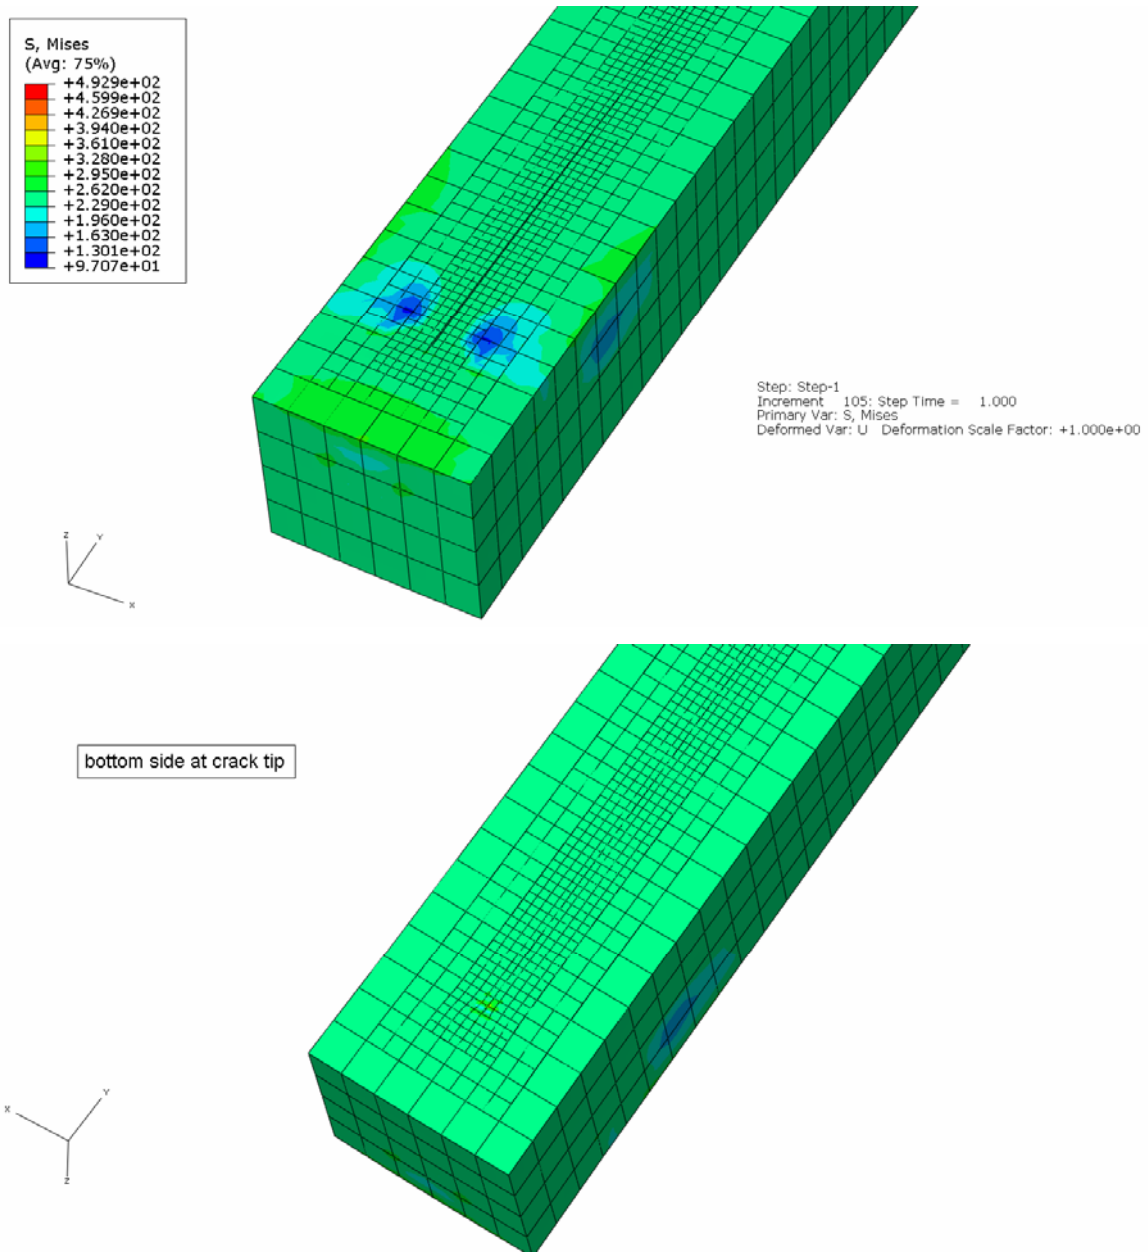 S, Mises
(Avg: 75%)
+4.929e+02
+4.599e+02
+4.269e+02
+3.940e+02
+3.610e+02
+3.280e+02
+2.950e+02
+2.620e+02
+2.290e+02
+1.960e+02
+1.630e+02
+1.301e+02
+9.707e+01
Step: Step-1
Increment 105: Step Time = 1.000
Primary Var: S, Mises
Deformed Var: U Deformation Scale Factor: +1.000e+00
Z
Y
X
bottom side at crack tip
Y
X
Z